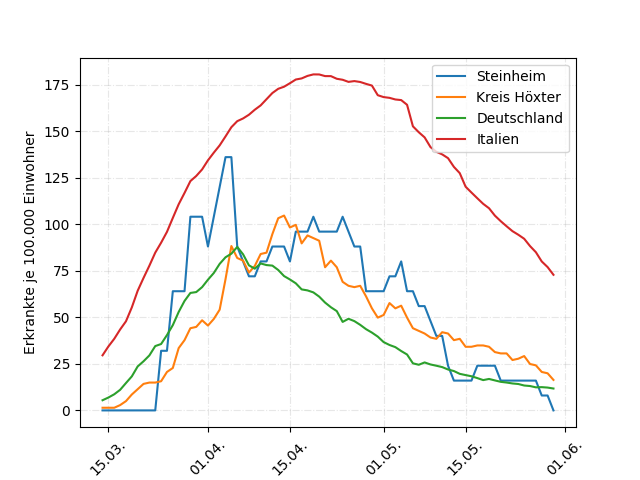 Steinheim
Kreis Höxter
Deutschland
Italien
Erkrankte je 100.000 Einwohner
175
150
125
100
75
50
25
0
15.03.
01.04.
15.04.
01.05.
15.05.
01.06.